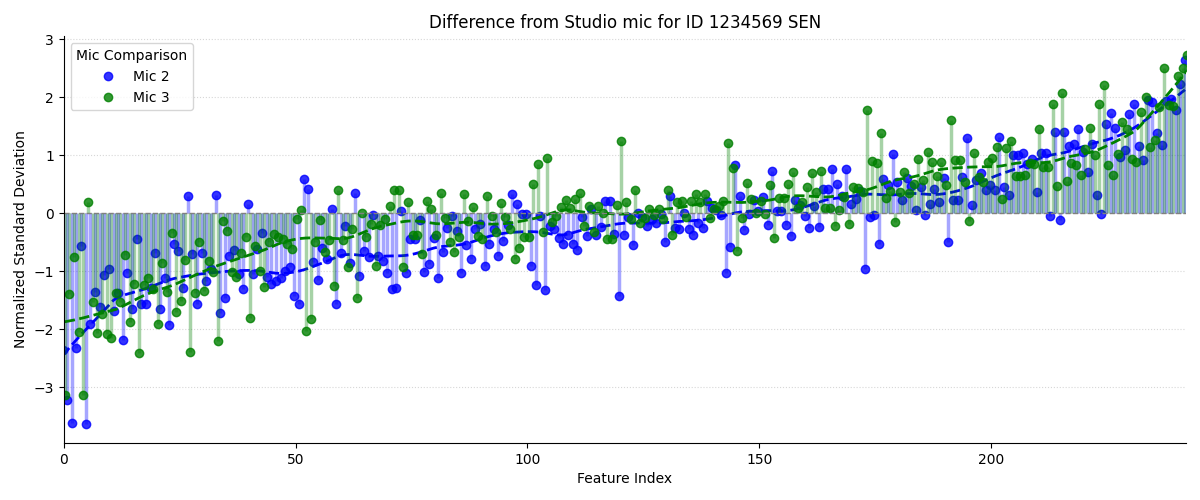 Difference from Studio mic for ID 1234569 SEN
Mic Comparison
Mic 2
Mic 3
Normalized Standard Deviation
3
2
1
0
−1
−2
−3
0 50 100 150 200
Feature Index